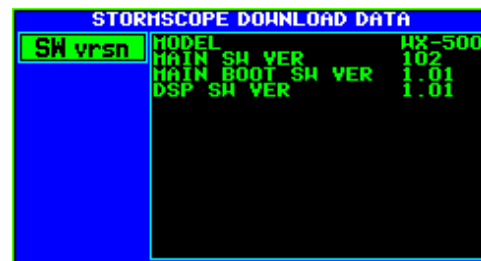 STORMSCOPE DOWNLOAD DATA
SW vrsn
MODEL WX-500
MAIN SW VER 102
MAIN BOOT SW VER 1.01
DSP SW VER 1.01